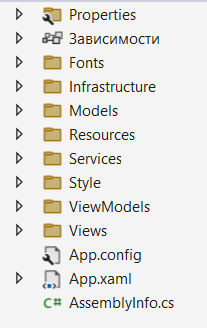 Properties
Зависимости
Fonts
Infrastructure
Models
Resources
Services
Style
ViewModels
Views
App.config
App.xaml
C# AssemblyInfo.cs